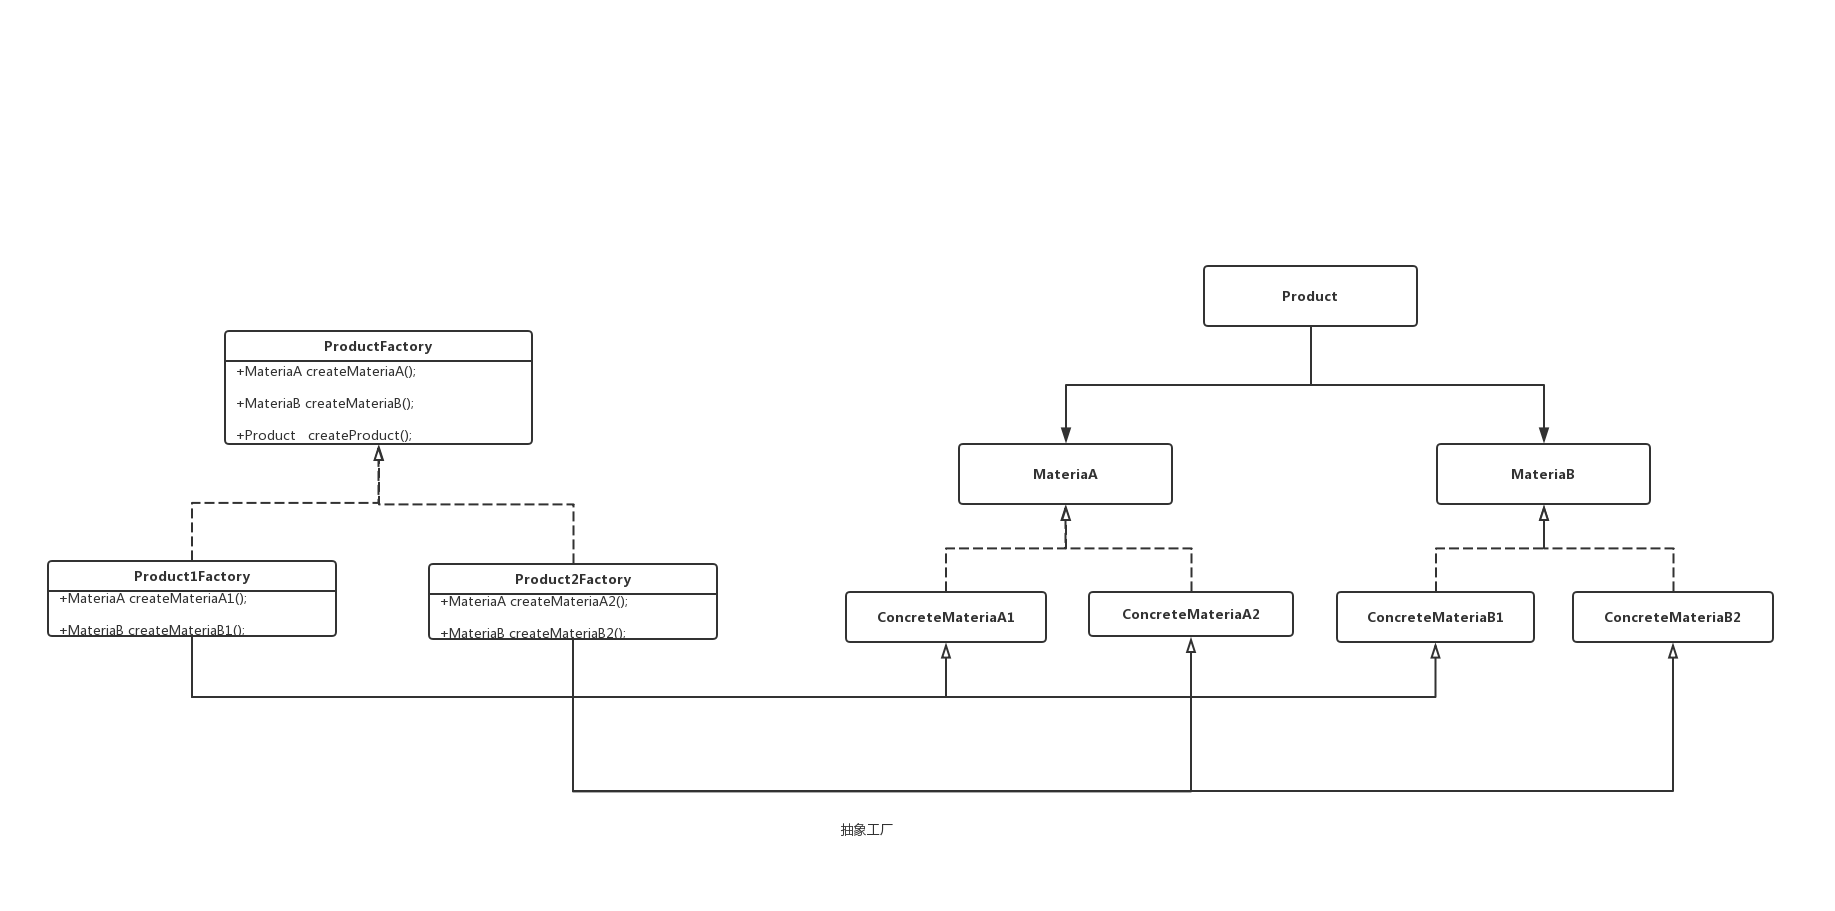 Product
ProductFactory
+MateriaA createMateriaA();
+MateriaB createMateriaB();
+Product   createProduct();
MateriaA
MateriaB
Product1Factory
+MateriaA createMateriaA1();
+MateriaB createMateriaB1();
Product2Factory
+MateriaA createMateriaA2();
+MateriaB createMateriaB2();
ConcreteMateriaA1
ConcreteMateriaA2
ConcreteMateriaB1
ConcreteMateriaB2
抽象工厂